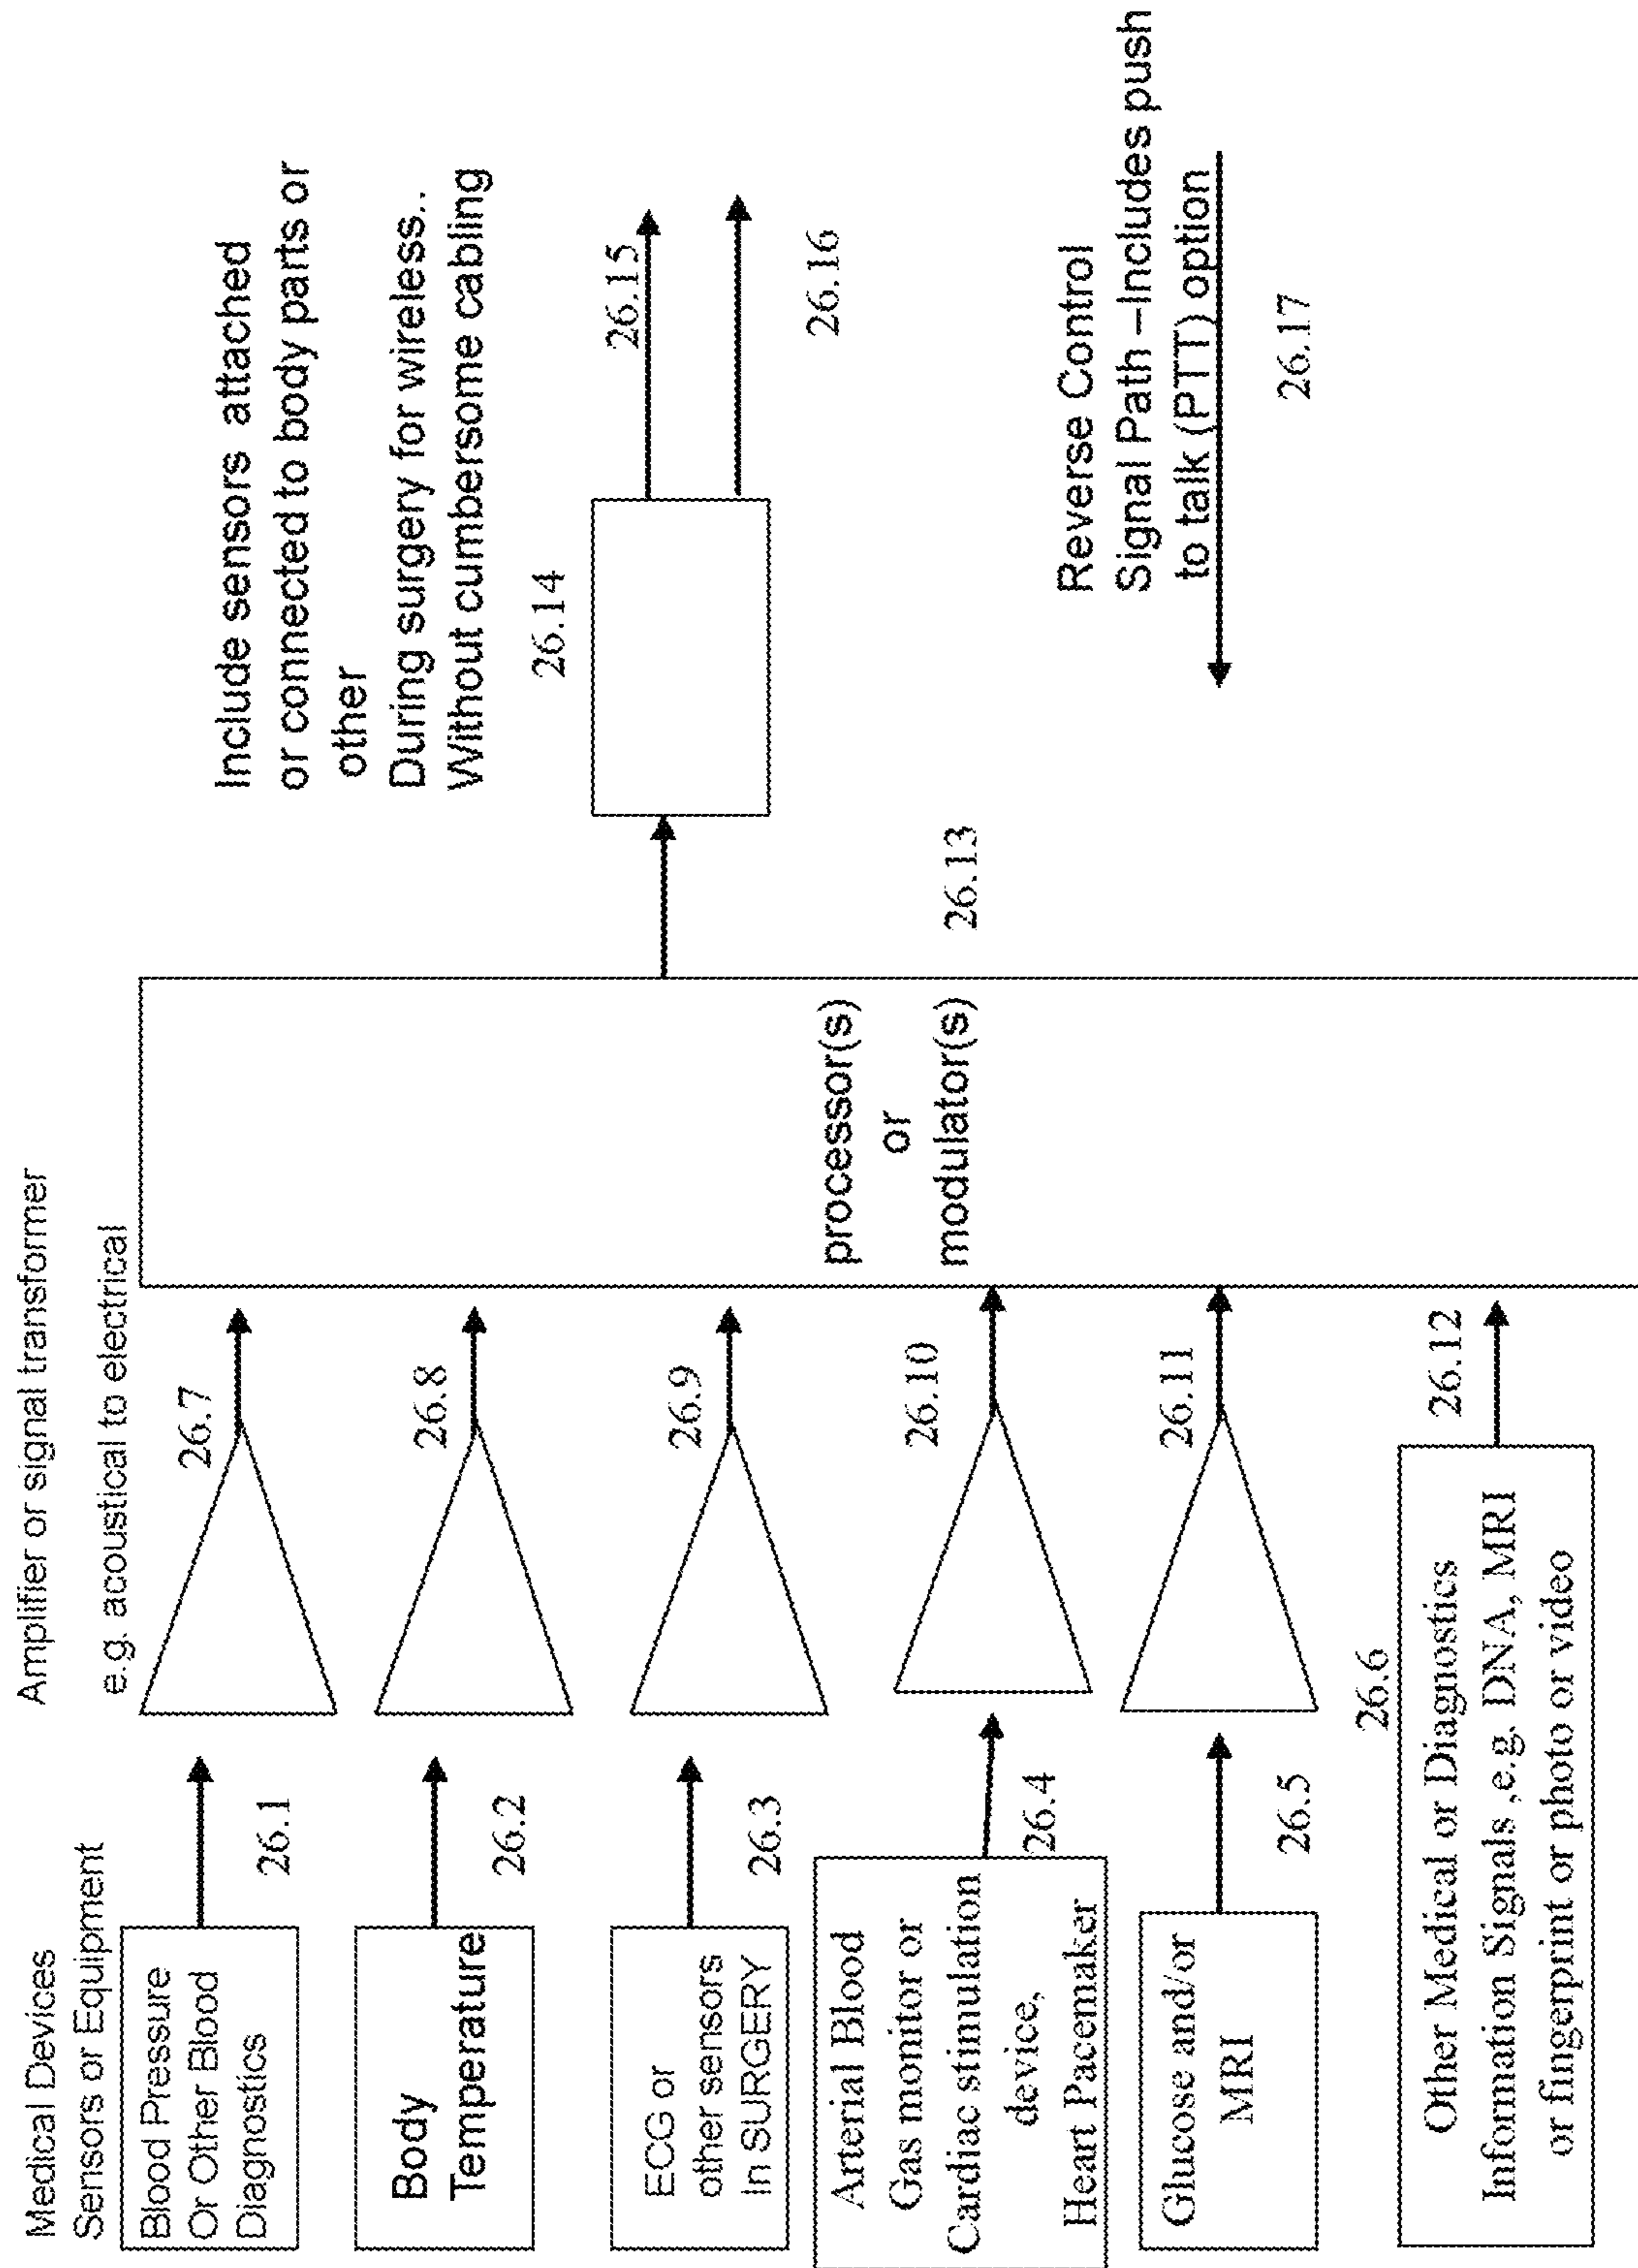 Medical Devices
Sensors or Equipment
Amplifier or signal transformer
e.g. acoustical to electrical
Blood Pressure
Or Other Blood
Diagnostics
26.1
26.7
Body
Temperature
26.2
26.8
ECG or
other sensors
In SURGERY
26.3
26.9
Arterial Blood
Gas monitor or
Cardiac stimulation
device,
Heart Pacemaker
26.4
26.10
Glucose and/or
MRI
26.5
26.11
26.6
Other Medical or Diagnostics
Information Signals ,e.g. DNA, MRI
or fingerprint or photo or video
26.12
processor(s)
or
modulator(s)
26.13
Include sensors attached
or connected to body parts or
other
During surgery for wireless..
Without cumbersome cabling
26.14
26.15
26.16
Reverse Control
Signal Path –Includes push
to talk (PTT) option
26.17